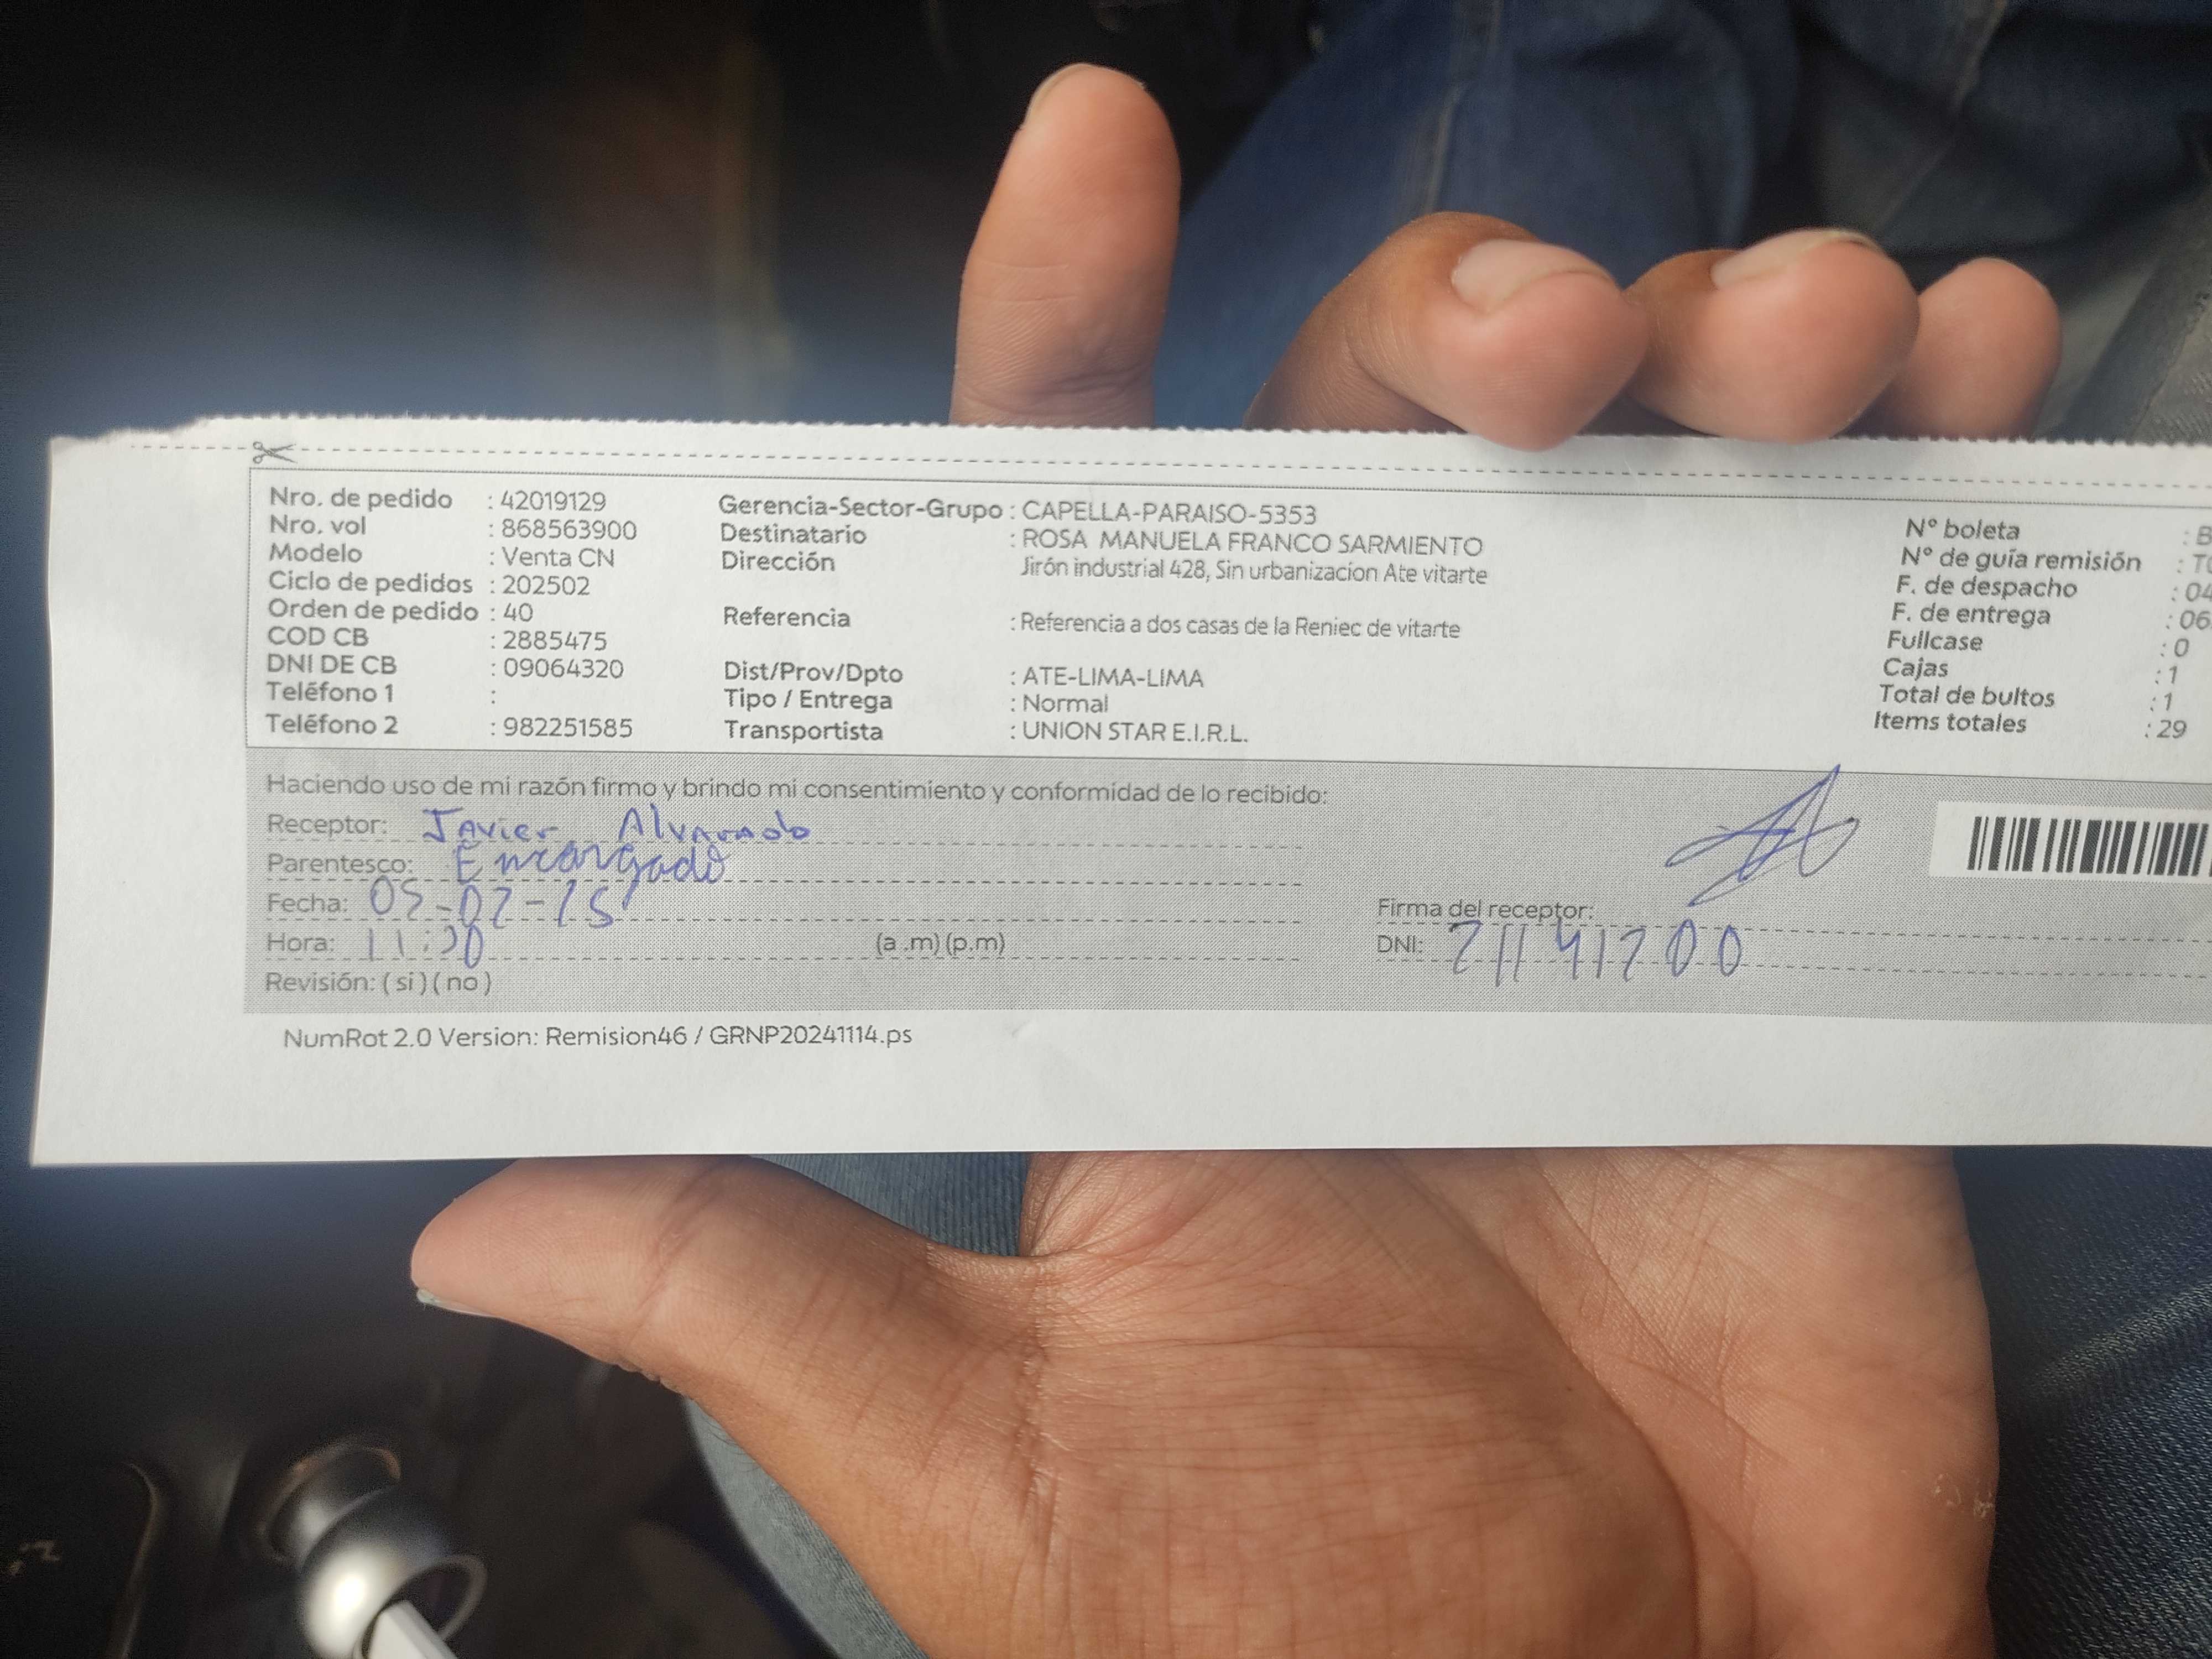 Nro. de pedido : 42019129
Nro. vol : 868563900
Modelo : Venta CN
Ciclo de pedidos : 202502
Orden de pedido : 40
COD CB : 2885475
DNI DE CB : 09064320
Teléfono 1 :
Teléfono 2 : 982251585
Gerencia-Sector-Grupo : CAPELLA-PARAISO-5353
Destinatario : ROSA MANUELA FRANCO SARMIENTO
Dirección Jirón industrial 428, Sin urbanizacion Ate vitarte
Referencia : Referencia a dos casas de la Reniec de vitarte
Dist/Prov/Dpto : ATE-LIMA-LIMA
Tipo / Entrega : Normal
Transportista : UNION STAR E.I.R.L.
N° boleta : B
N° de guía remisión :
F. de despacho : 04
F. de entrega : 06
Fullcase : 0
Cajas : 1
Total de bultos : 1
Items totales : 29
Haciendo uso de mi razón firmo y brindo mi consentimiento y conformidad de lo recibido:
Receptor: Javier Alvarado
Parentesco: Encargado
Fecha:
Hora: (a .m) (p.m)
Revisión: ( si ) ( no )
Firma del receptor:
DNI:
NumRot 2.0 Version: Remision46 / GRNP20241114.ps